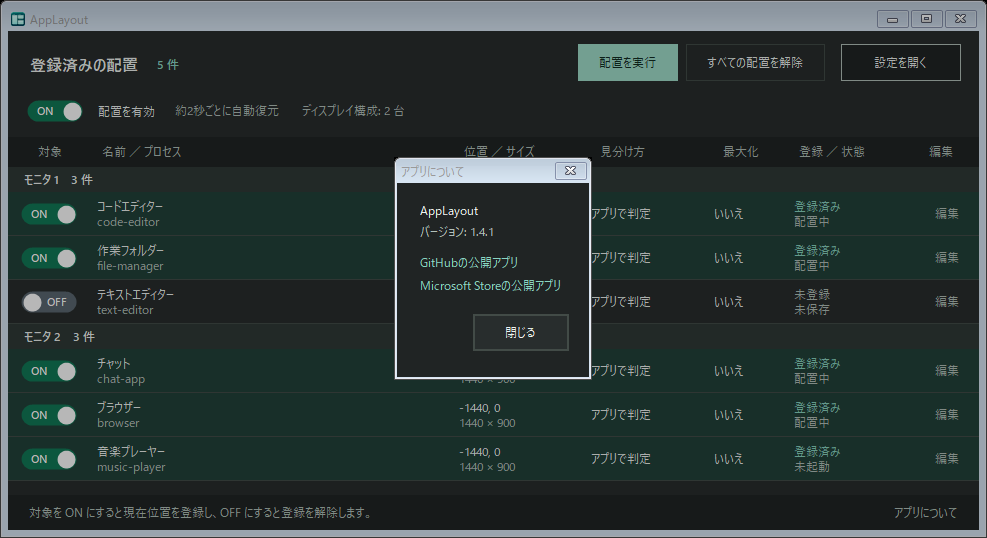 AppLayout
登録済みの配置 5 件
配置を実行 すべての配置を解除 設定を開く
ON 配置を有効 約2秒ごとに自動復元 ディスプレイ構成: 2 台
対象 名前 ／ プロセス 位置 ／ サイズ 見分け方 最大化 登録 ／ 状態 編集
モニタ 1 3 件
ON コードエディター アプリで判定 いいえ 登録済み 編集
code-editor 配置中
ON 作業フォルダー アプリで判定 いいえ 登録済み 編集
file-manager 配置中
OFF テキストエディター アプリで判定 いいえ 未登録 編集
text-editor 未保存
モニタ 2 3 件
ON チャット アプリで判定 いいえ 登録済み 編集
chat-app 1440 × 900 配置中
ON ブラウザー -1440, 0 アプリで判定 いいえ 登録済み 編集
browser 1440 × 900 配置中
ON 音楽プレーヤー -1440, 0 アプリで判定 いいえ 登録済み 編集
music-player 1440 × 900 未起動
対象を ON にすると現在位置を登録し、OFF にすると登録を解除します。 アプリについて
アプリについて
AppLayout
バージョン: 1.4.1
GitHubの公開アプリ
Microsoft Storeの公開アプリ
閉じる